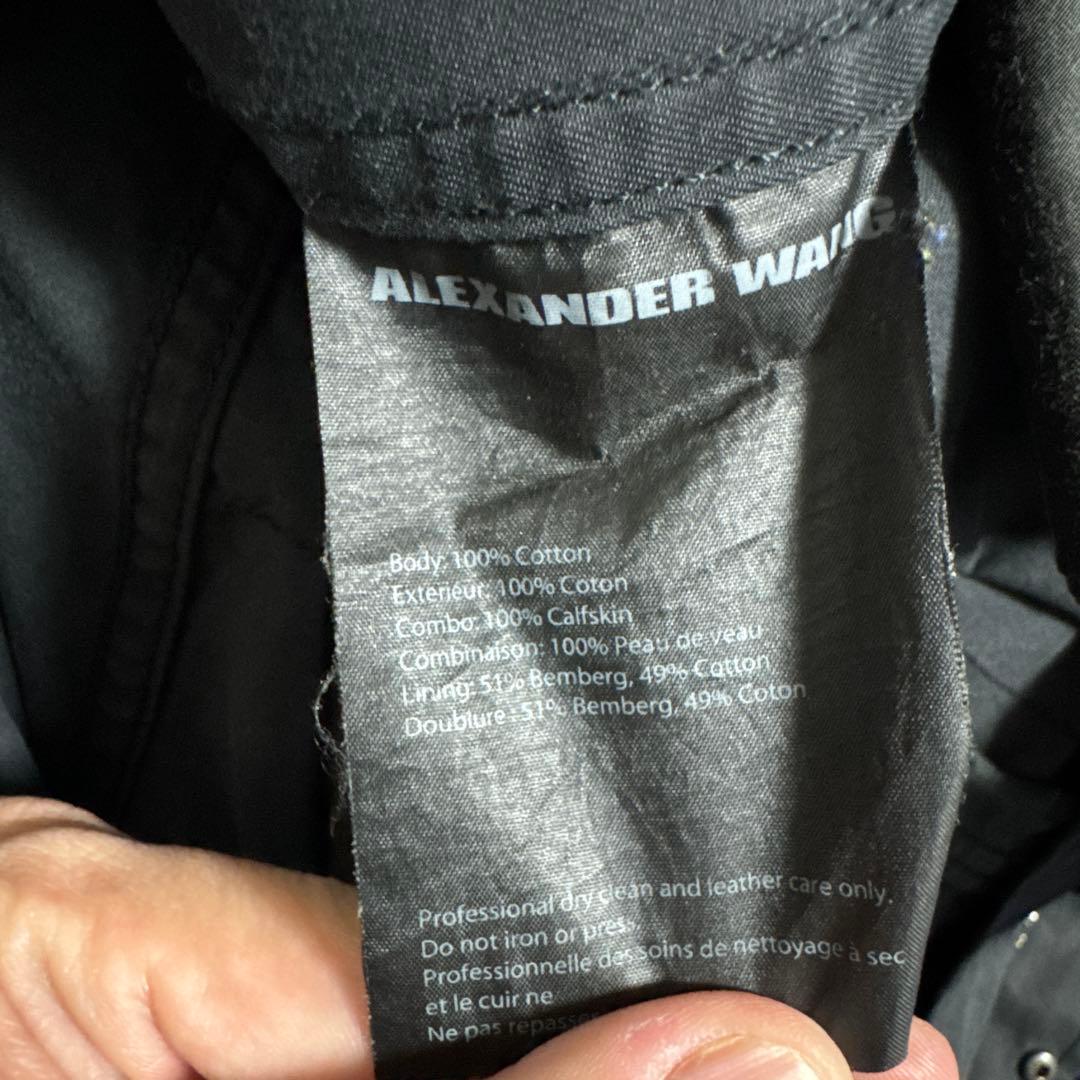 ALEXANDER WANG
Body: 100% Cotton
Exterieur: 100% Coton
Combo: 100% Calfskin
Combinaison: 100% Peau de veau
Lining: 51% Bemberg, 49% Cotton
Doublure : 51% Bemberg, 49% Coton
Professional dry clean and leather care only.
Do not iron or press.
Professionnelle des soins de nettoyage à sec
et le cuir ne
Ne pas repasser